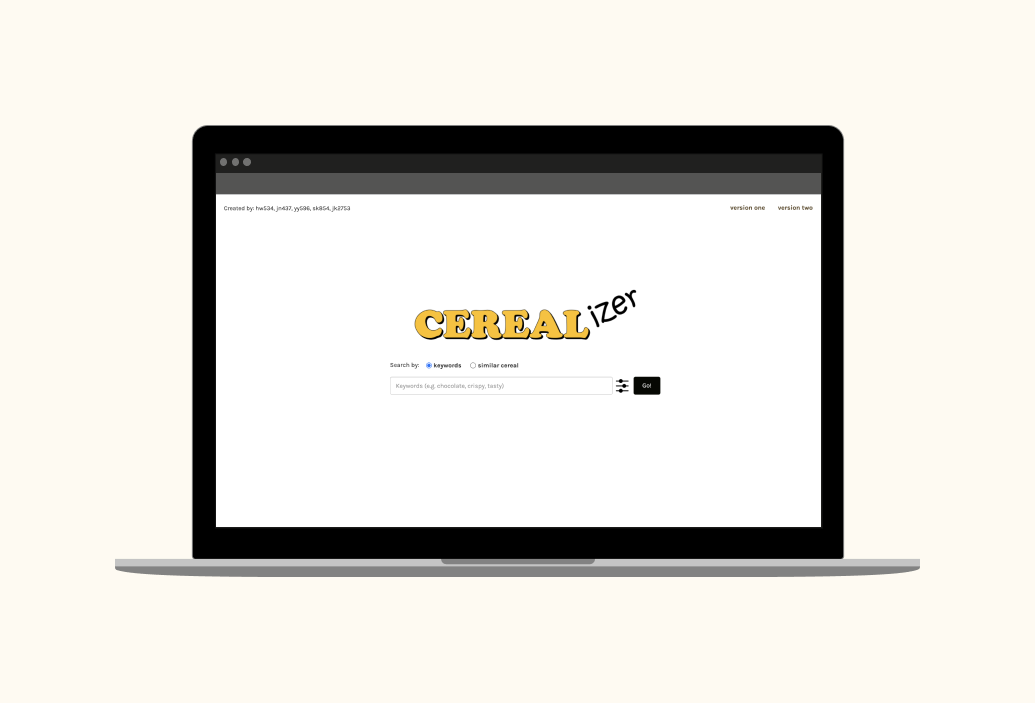 Created by: hw534, jn437, yy596, sk854, jk2753
version one version two
CEREALizer
Search by: keywords similar cereal
Keywords (e.g. chocolate, crispy, tasty)
Go!